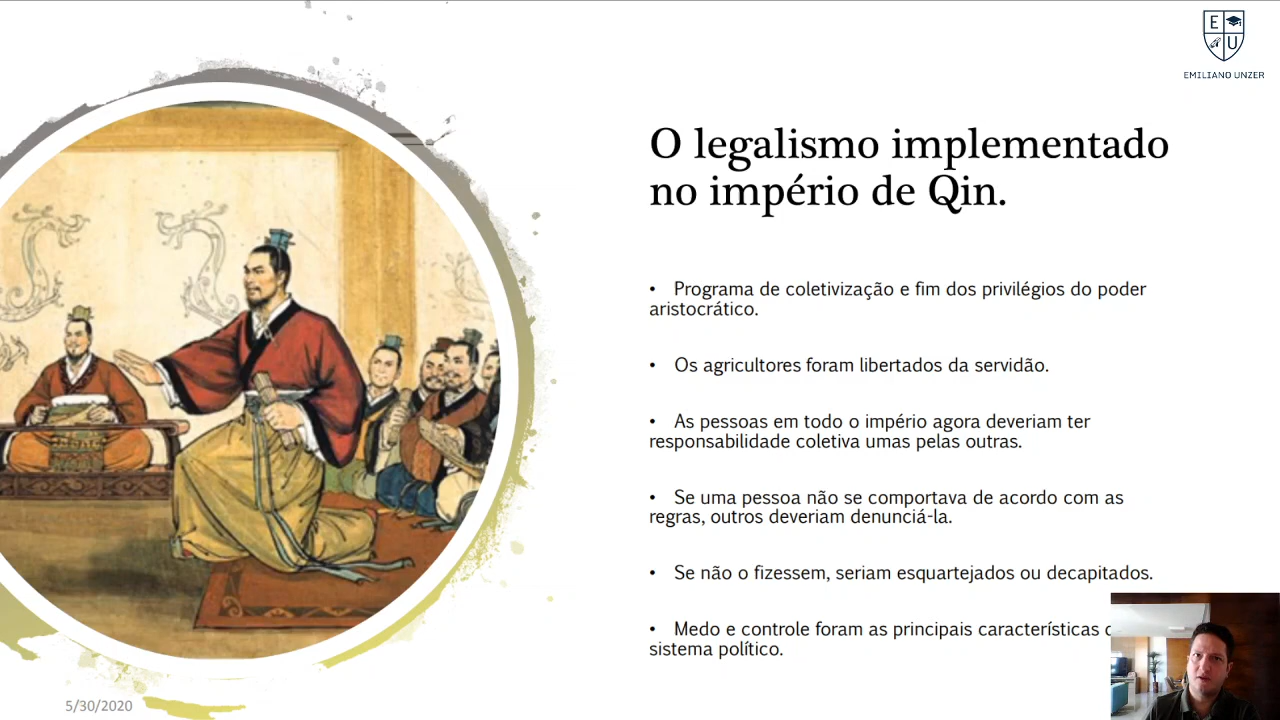 E
U
EMILIANO UNZER
O legalismo implementado
no império de Qin.
• Programa de coletivização e fim dos privilégios do poder
aristocrático.
• Os agricultores foram libertados da servidão.
• As pessoas em todo o império agora deveriam ter
responsabilidade coletiva umas pelas outras.
• Se uma pessoa não se comportava de acordo com as
regras, outros deveriam denunciá-la.
• Se não o fizessem, seriam esquartejados ou decapitados.
• Medo e controle foram as principais características
sistema político.
5/30/2020